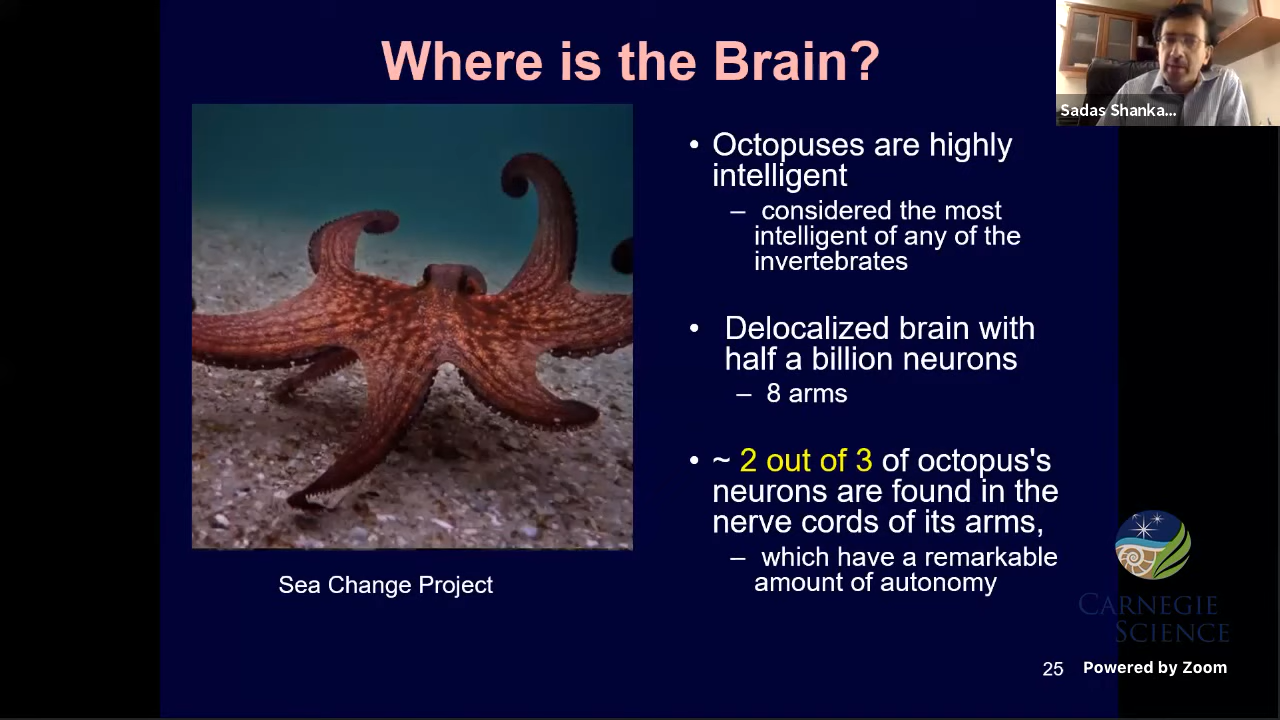 Where is the Brain?
Sadas Shanka...
• Octopuses are highly
intelligent
– considered the most
intelligent of any of the
invertebrates
• Delocalized brain with
half a billion neurons
– 8 arms
• ~ 2 out of 3 of octopus's
neurons are found in the
nerve cords of its arms,
– which have a remarkable
amount of autonomy
Sea Change Project
CARNEGIE
SCIENCE
25
Powered by Zoom